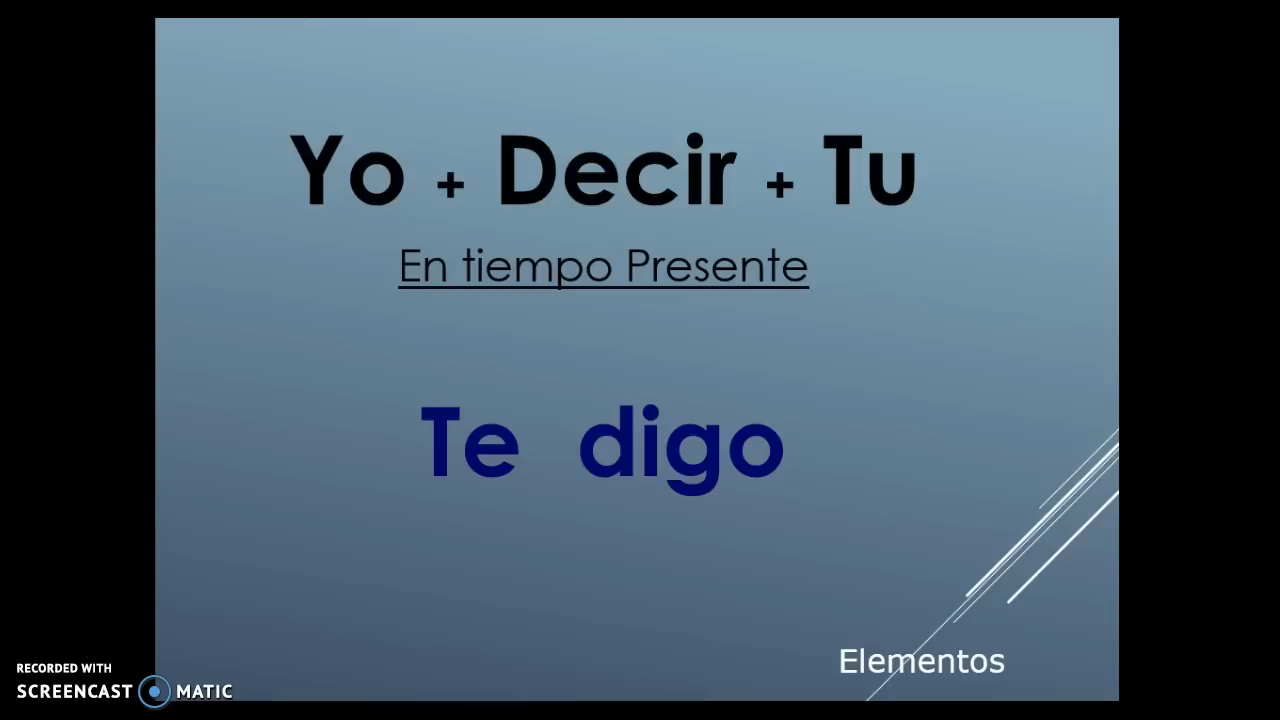 Yo + Decir + Tu
En tiempo Presente
Te digo
Elementos
RECORDED WITH
SCREENCAST MATIC